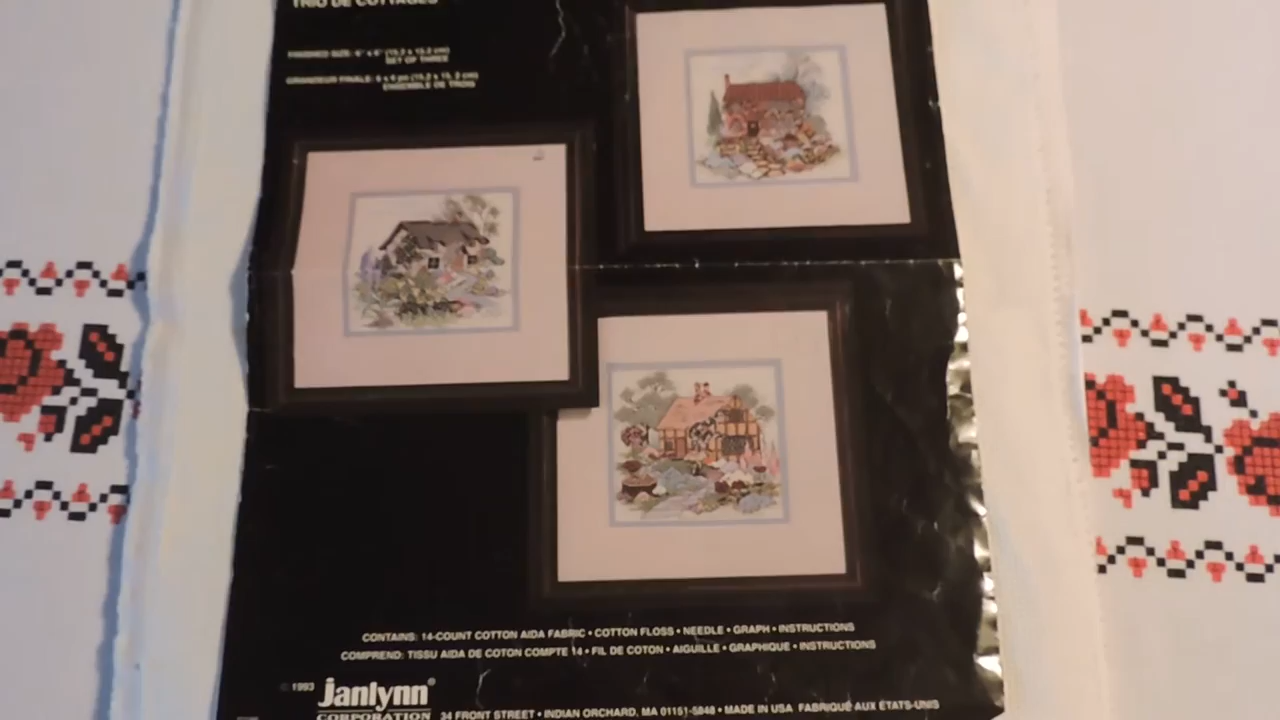 TRIO DE COTTAGES
FINISHED SIZE: 6" x 6" (15.2 x 15.2 cm)
SET OF THREE
GRANDEUR FINALE: 6 x 6 po (15,2 x 15, 2 cm)
ENSEMBLE DE TROIS
CONTAINS: 14-COUNT COTTON AIDA FABRIC • COTTON FLOSS • NEEDLE • GRAPH • INSTRUCTIONS
COMPREND: TISSU AIDA DE COTON COMPTE 14 • FIL DE COTON • AIGUILLE • GRAPHIQUE • INSTRUCTIONS
© 1993 Janlynn®
CORPORATION 34 FRONT STREET • INDIAN ORCHARD, MA 01151-5848 • MADE IN USA FABRIQUÉ AUX ÉTATS-UNIS